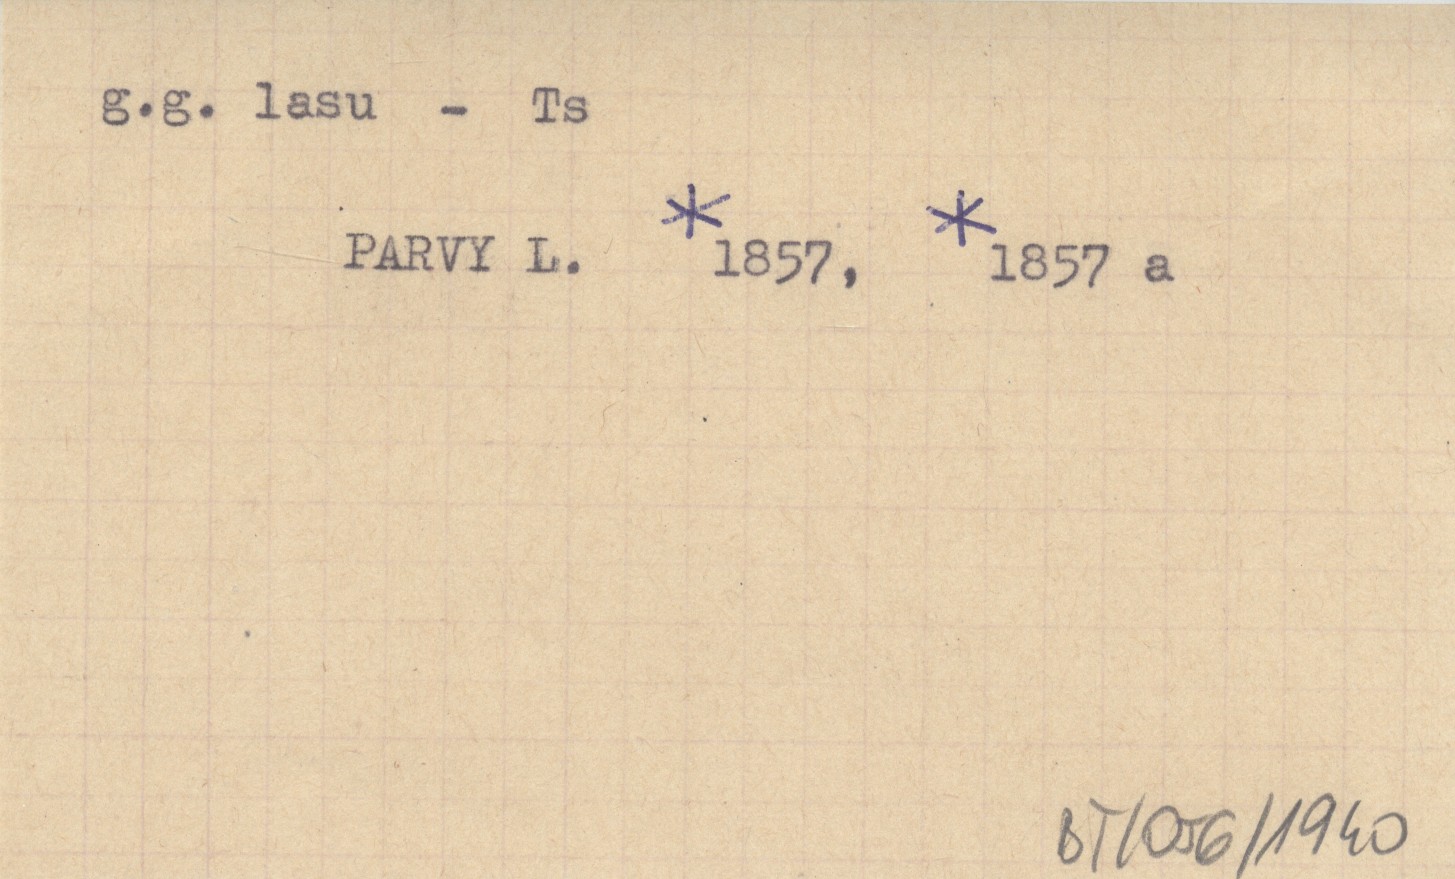 g.g. lasu - Ts
PARVY L. *1857, *1857 a
BT/056/1940